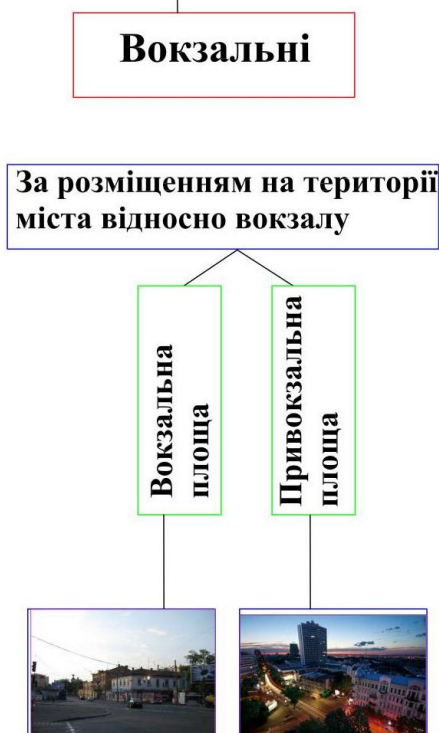 Вокзальні
За розміщенням на території
міста відносно вокзалу
Вокзальна
площа
Привокзальна
площа